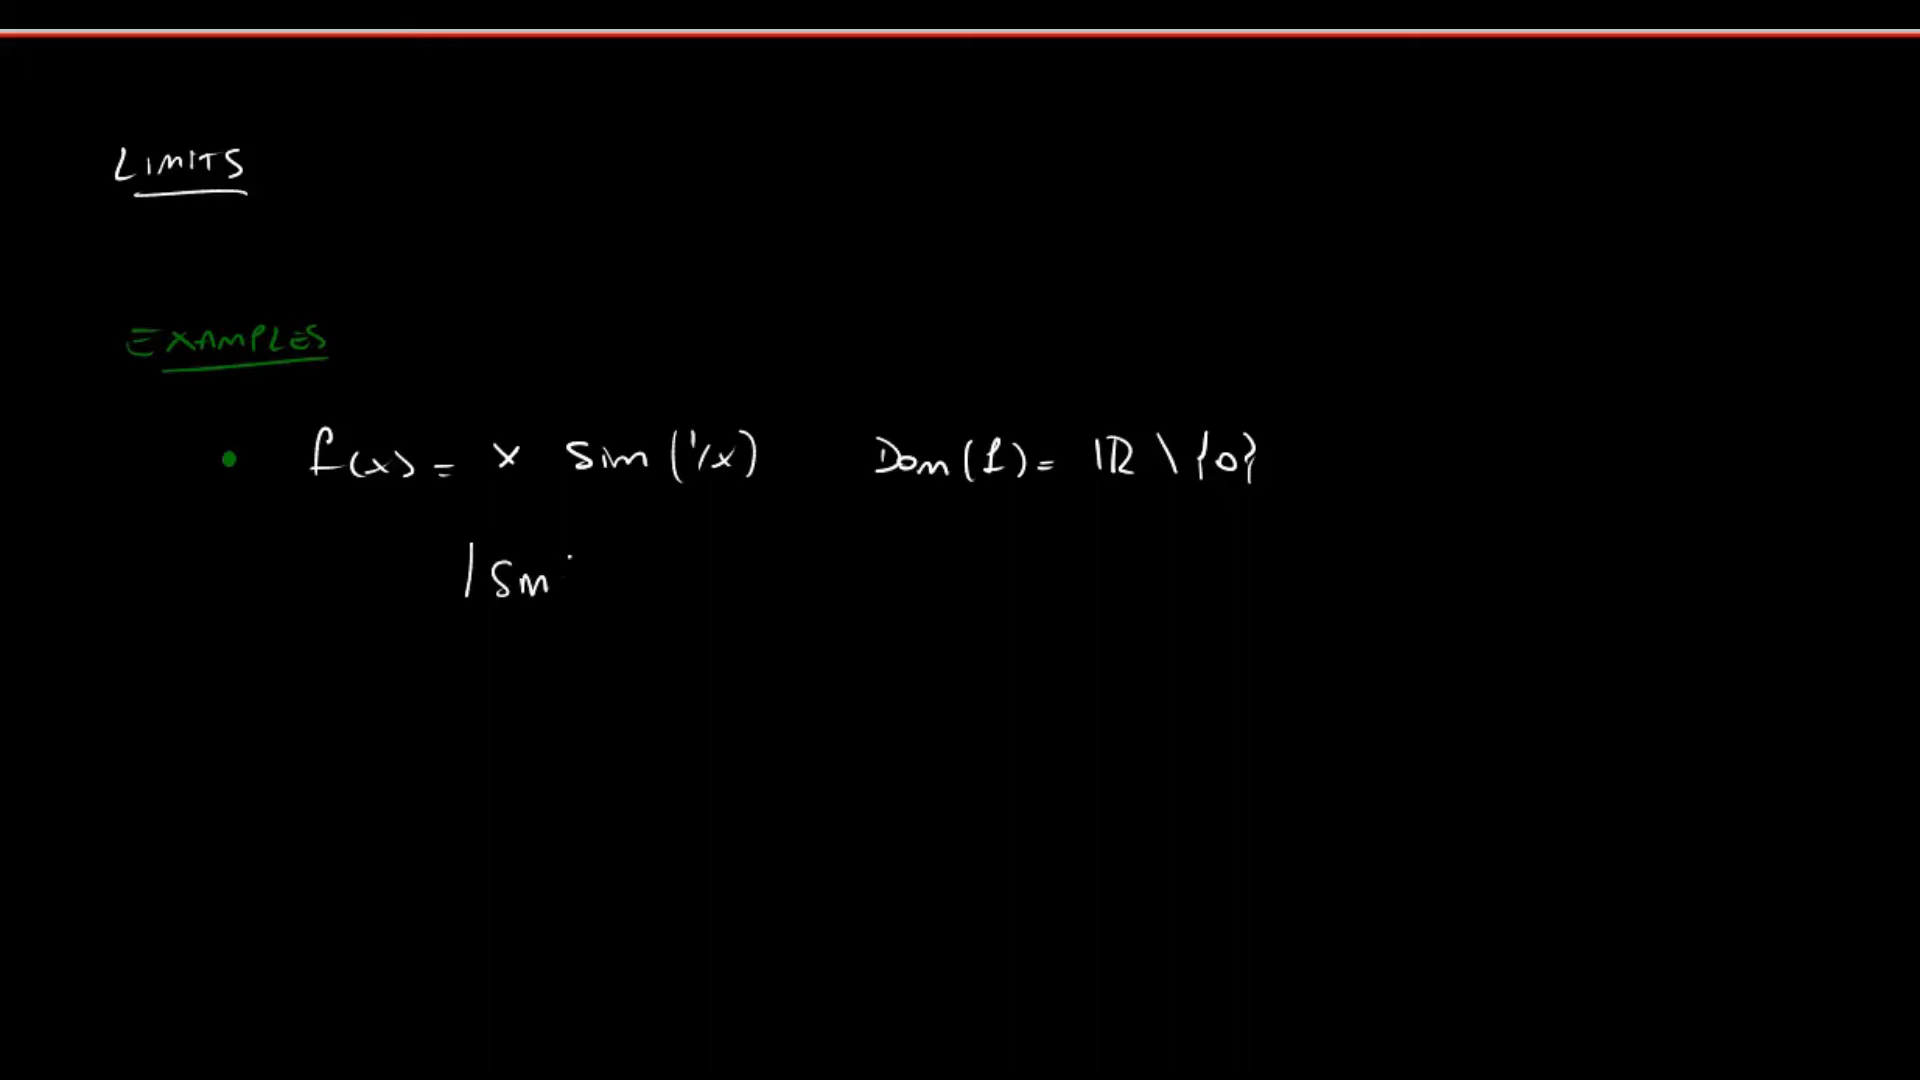 LIMITS
EXAMPLES
• f(x) = x sin(1/x) Dom(f) = ℝ \ {0}
| sin